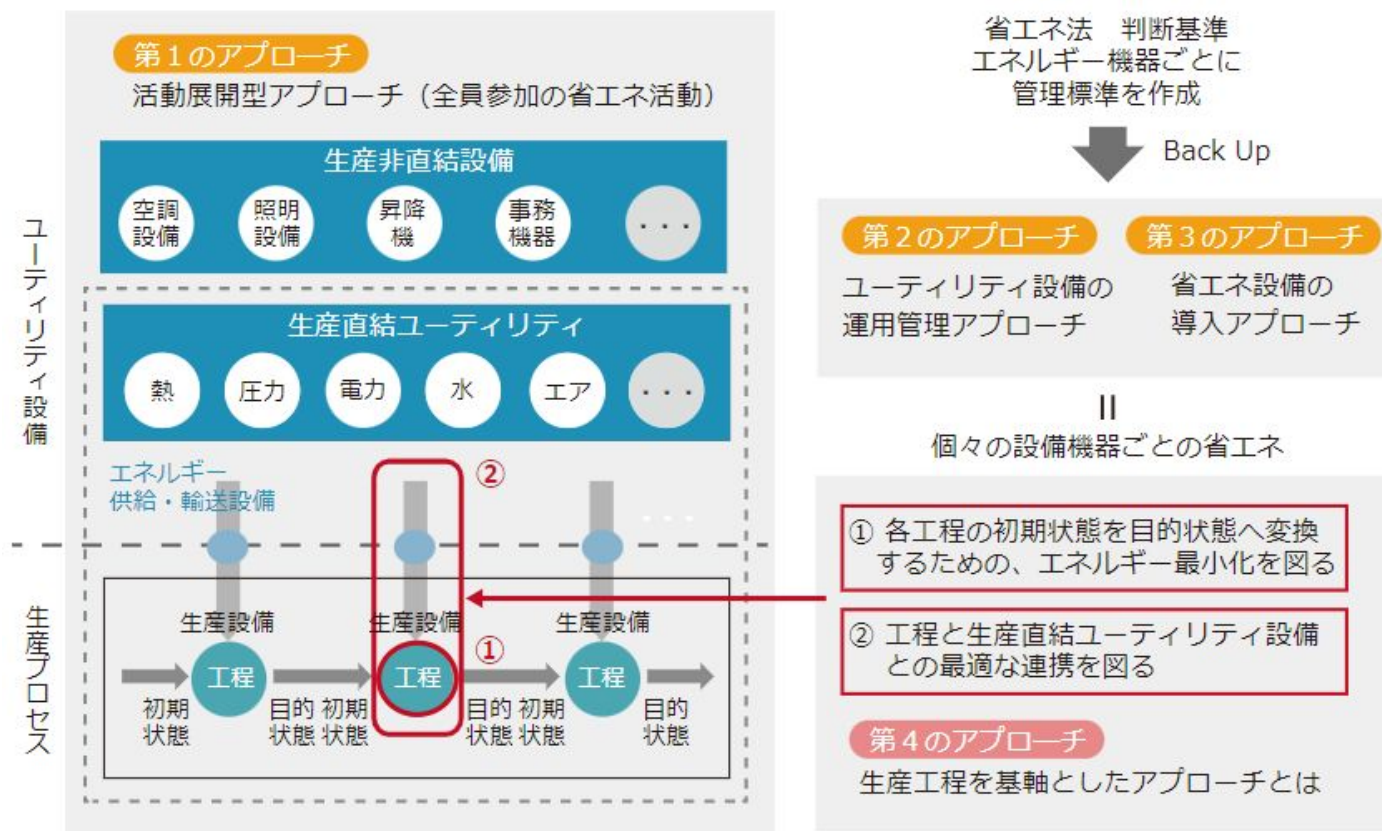 第１のアプローチ
活動展開型アプローチ（全員参加の省エネ活動）
生産非直結設備
空調
設備
照明
設備
昇降
機
事務
機器
・・・
ユーティリティ設備
生産直結ユーティリティ
熱
圧力
電力
水
エア
・・・
エネルギー
供給・輸送設備
②
・・・
生産プロセス
生産設備
生産設備
生産設備
①
工程
工程
工程
初期
状態
目的
状態
初期
状態
目的
状態
初期
状態
目的
状態
省エネ法　判断基準
エネルギー機器ごとに
管理標準を作成
Back Up
第２のアプローチ
ユーティリティ設備の
運用管理アプローチ
第３のアプローチ
省エネ設備の
導入アプローチ
＝
個々の設備機器ごとの省エネ
① 各工程の初期状態を目的状態へ変換
するための、エネルギー最小化を図る
② 工程と生産直結ユーティリティ設備
との最適な連携を図る
第４のアプローチ
生産工程を基軸としたアプローチとは